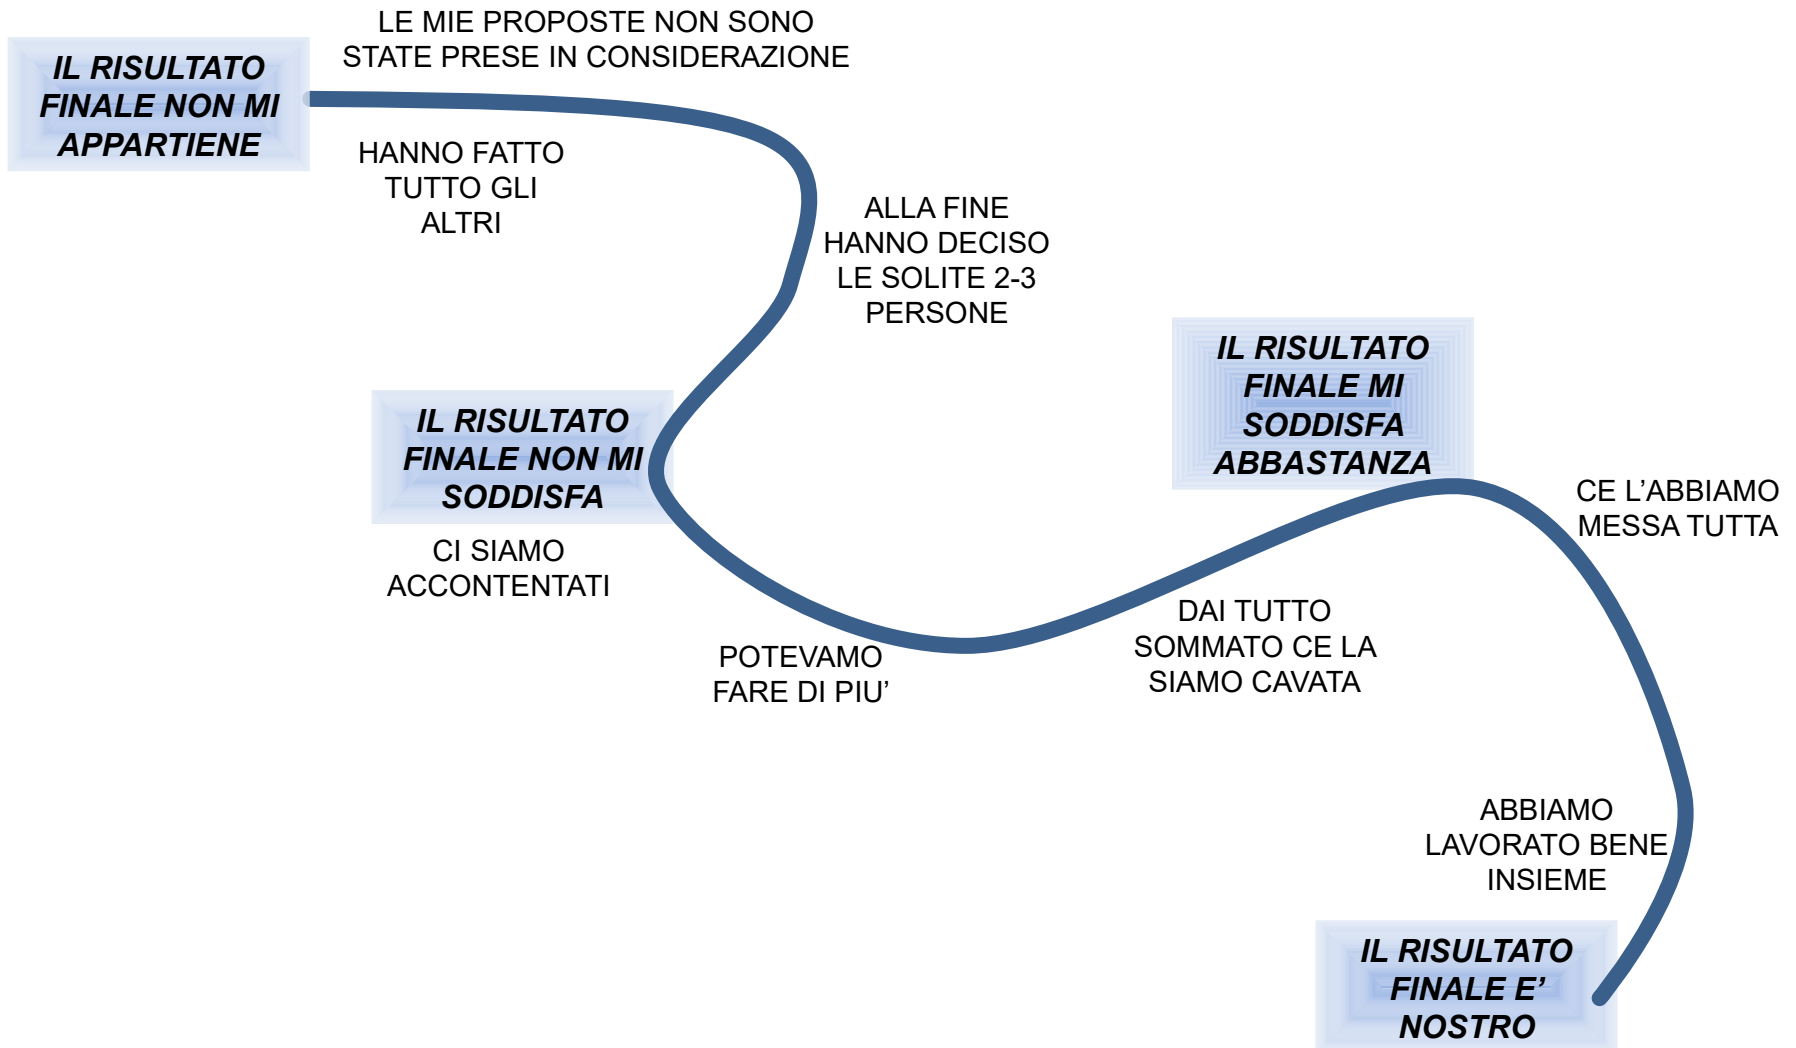 LE MIE PROPOSTE NON SONO
STATE PRESE IN CONSIDERAZIONE
IL RISULTATO
FINALE NON MI
APPARTIENE
HANNO FATTO
TUTTO GLI
ALTRI
ALLA FINE
HANNO DECISO
LE SOLITE 2-3
PERSONE
IL RISULTATO
FINALE NON MI
SODDISFA
CI SIAMO
ACCONTENTATI
POTEVAMO
FARE DI PIU’
IL RISULTATO
FINALE MI
SODDISFA
ABBASTANZA
DAI TUTTO
SOMMATO CE LA
SIAMO CAVATA
CE L’ABBIAMO
MESSA TUTTA
ABBIAMO
LAVORATO BENE
INSIEME
IL RISULTATO
FINALE E’
NOSTRO